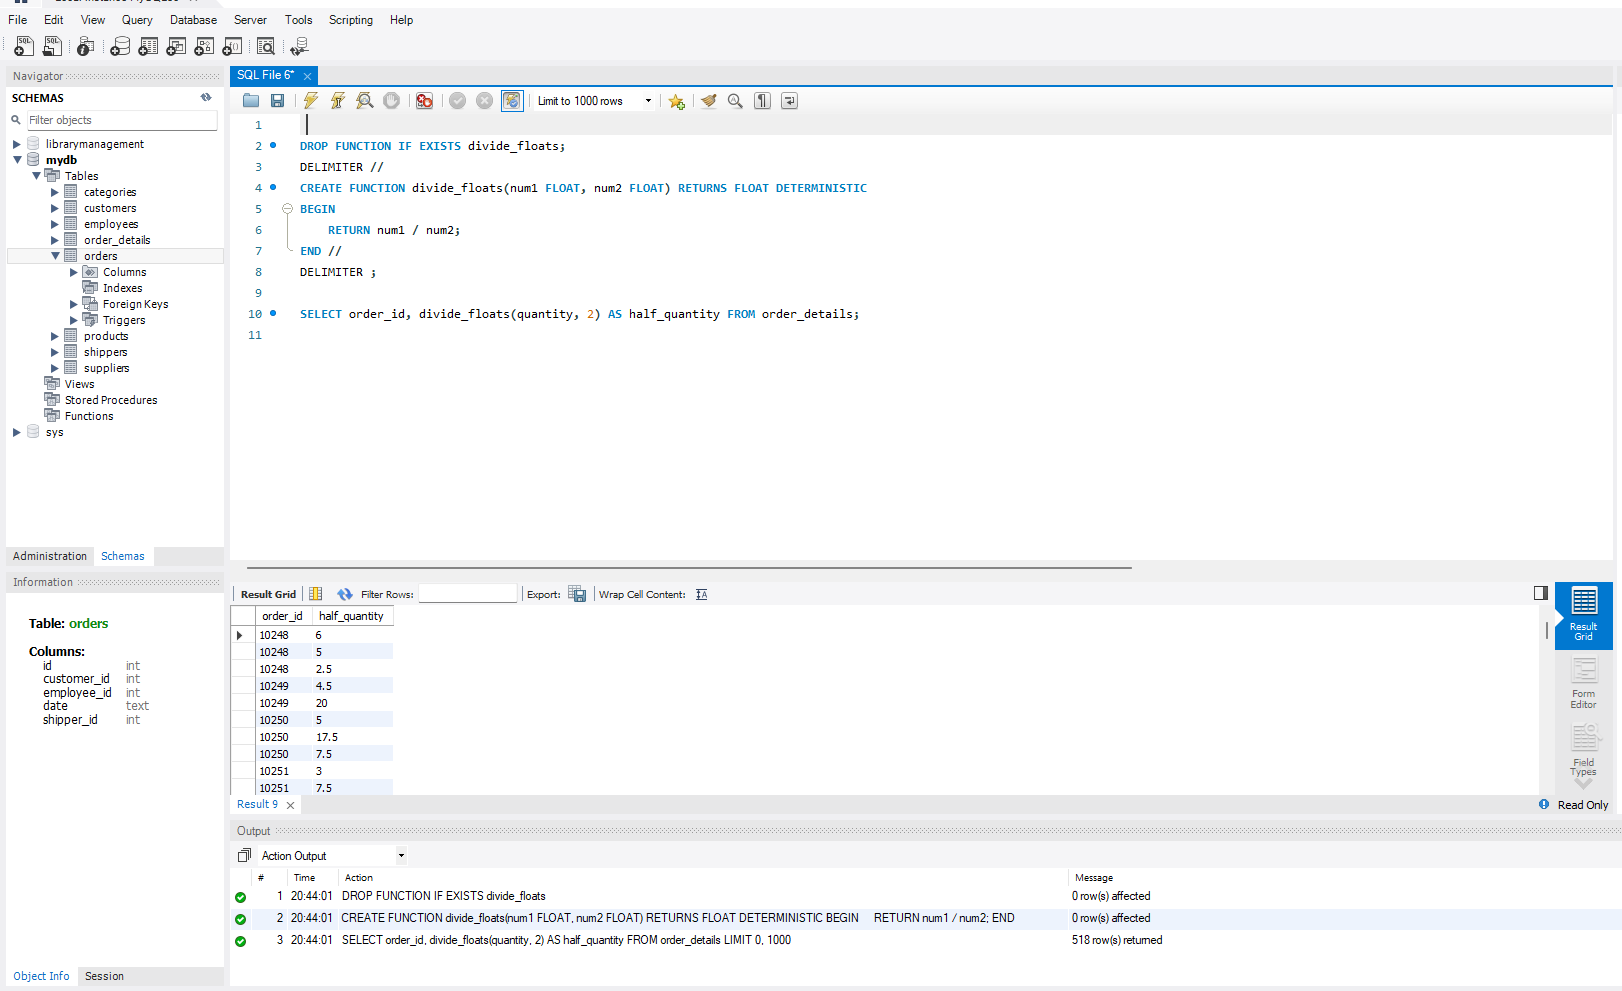 File Edit View Query Database Server Tools Scripting Help
Navigator
SCHEMAS
Filter objects
librarymanagement
mydb
Tables
categories
customers
employees
order_details
orders
Columns
Indexes
Foreign Keys
Triggers
products
shippers
suppliers
Views
Stored Procedures
Functions
sys
Administration Schemas
Information
Table: orders
Columns:
id int
customer_id int
employee_id int
date text
shipper_id int
Object Info Session
SQL File 6*
Limit to 1000 rows
1
2 DROP FUNCTION IF EXISTS divide_floats;
3 DELIMITER //
4 CREATE FUNCTION divide_floats(num1 FLOAT, num2 FLOAT) RETURNS FLOAT DETERMINISTIC
5 BEGIN
6 RETURN num1 / num2;
7 END //
8 DELIMITER ;
9
10 SELECT order_id, divide_floats(quantity, 2) AS half_quantity FROM order_details;
11
Result Grid Filter Rows: Export: Wrap Cell Content:
order_id half_quantity
10248 6
10248 5
10248 2.5
10249 4.5
10249 20
10250 5
10250 17.5
10250 7.5
10251 3
10251 7.5
Result
Grid
Form
Editor
Field
Types
Result 9
Read Only
Output
Action Output
# Time Action Message
1 20:44:01 DROP FUNCTION IF EXISTS divide_floats 0 row(s) affected
2 20:44:01 CREATE FUNCTION divide_floats(num1 FLOAT, num2 FLOAT) RETURNS FLOAT DETERMINISTIC BEGIN RETURN num1 / num2; END 0 row(s) affected
3 20:44:01 SELECT order_id, divide_floats(quantity, 2) AS half_quantity FROM order_details LIMIT 0, 1000 518 row(s) returned